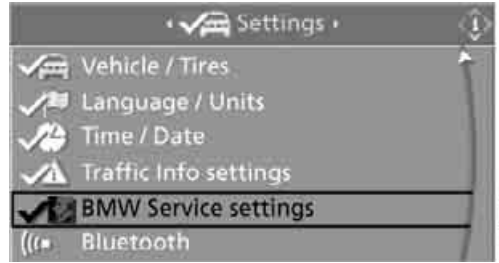 Settings
Vehicle / Tires
Language / Units
Time / Date
Traffic Info settings
BMW Service settings
Bluetooth